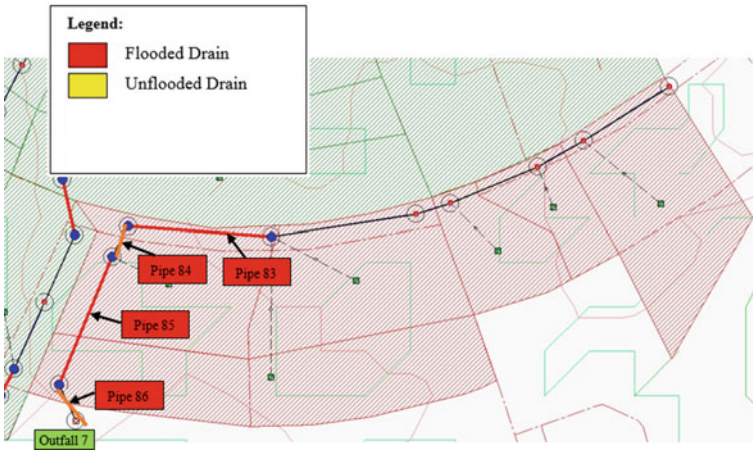 Legend:
Flooded Drain
Unflooded Drain
Pipe 84
Pipe 83
Pipe 85
Pipe 86
Outfall 7